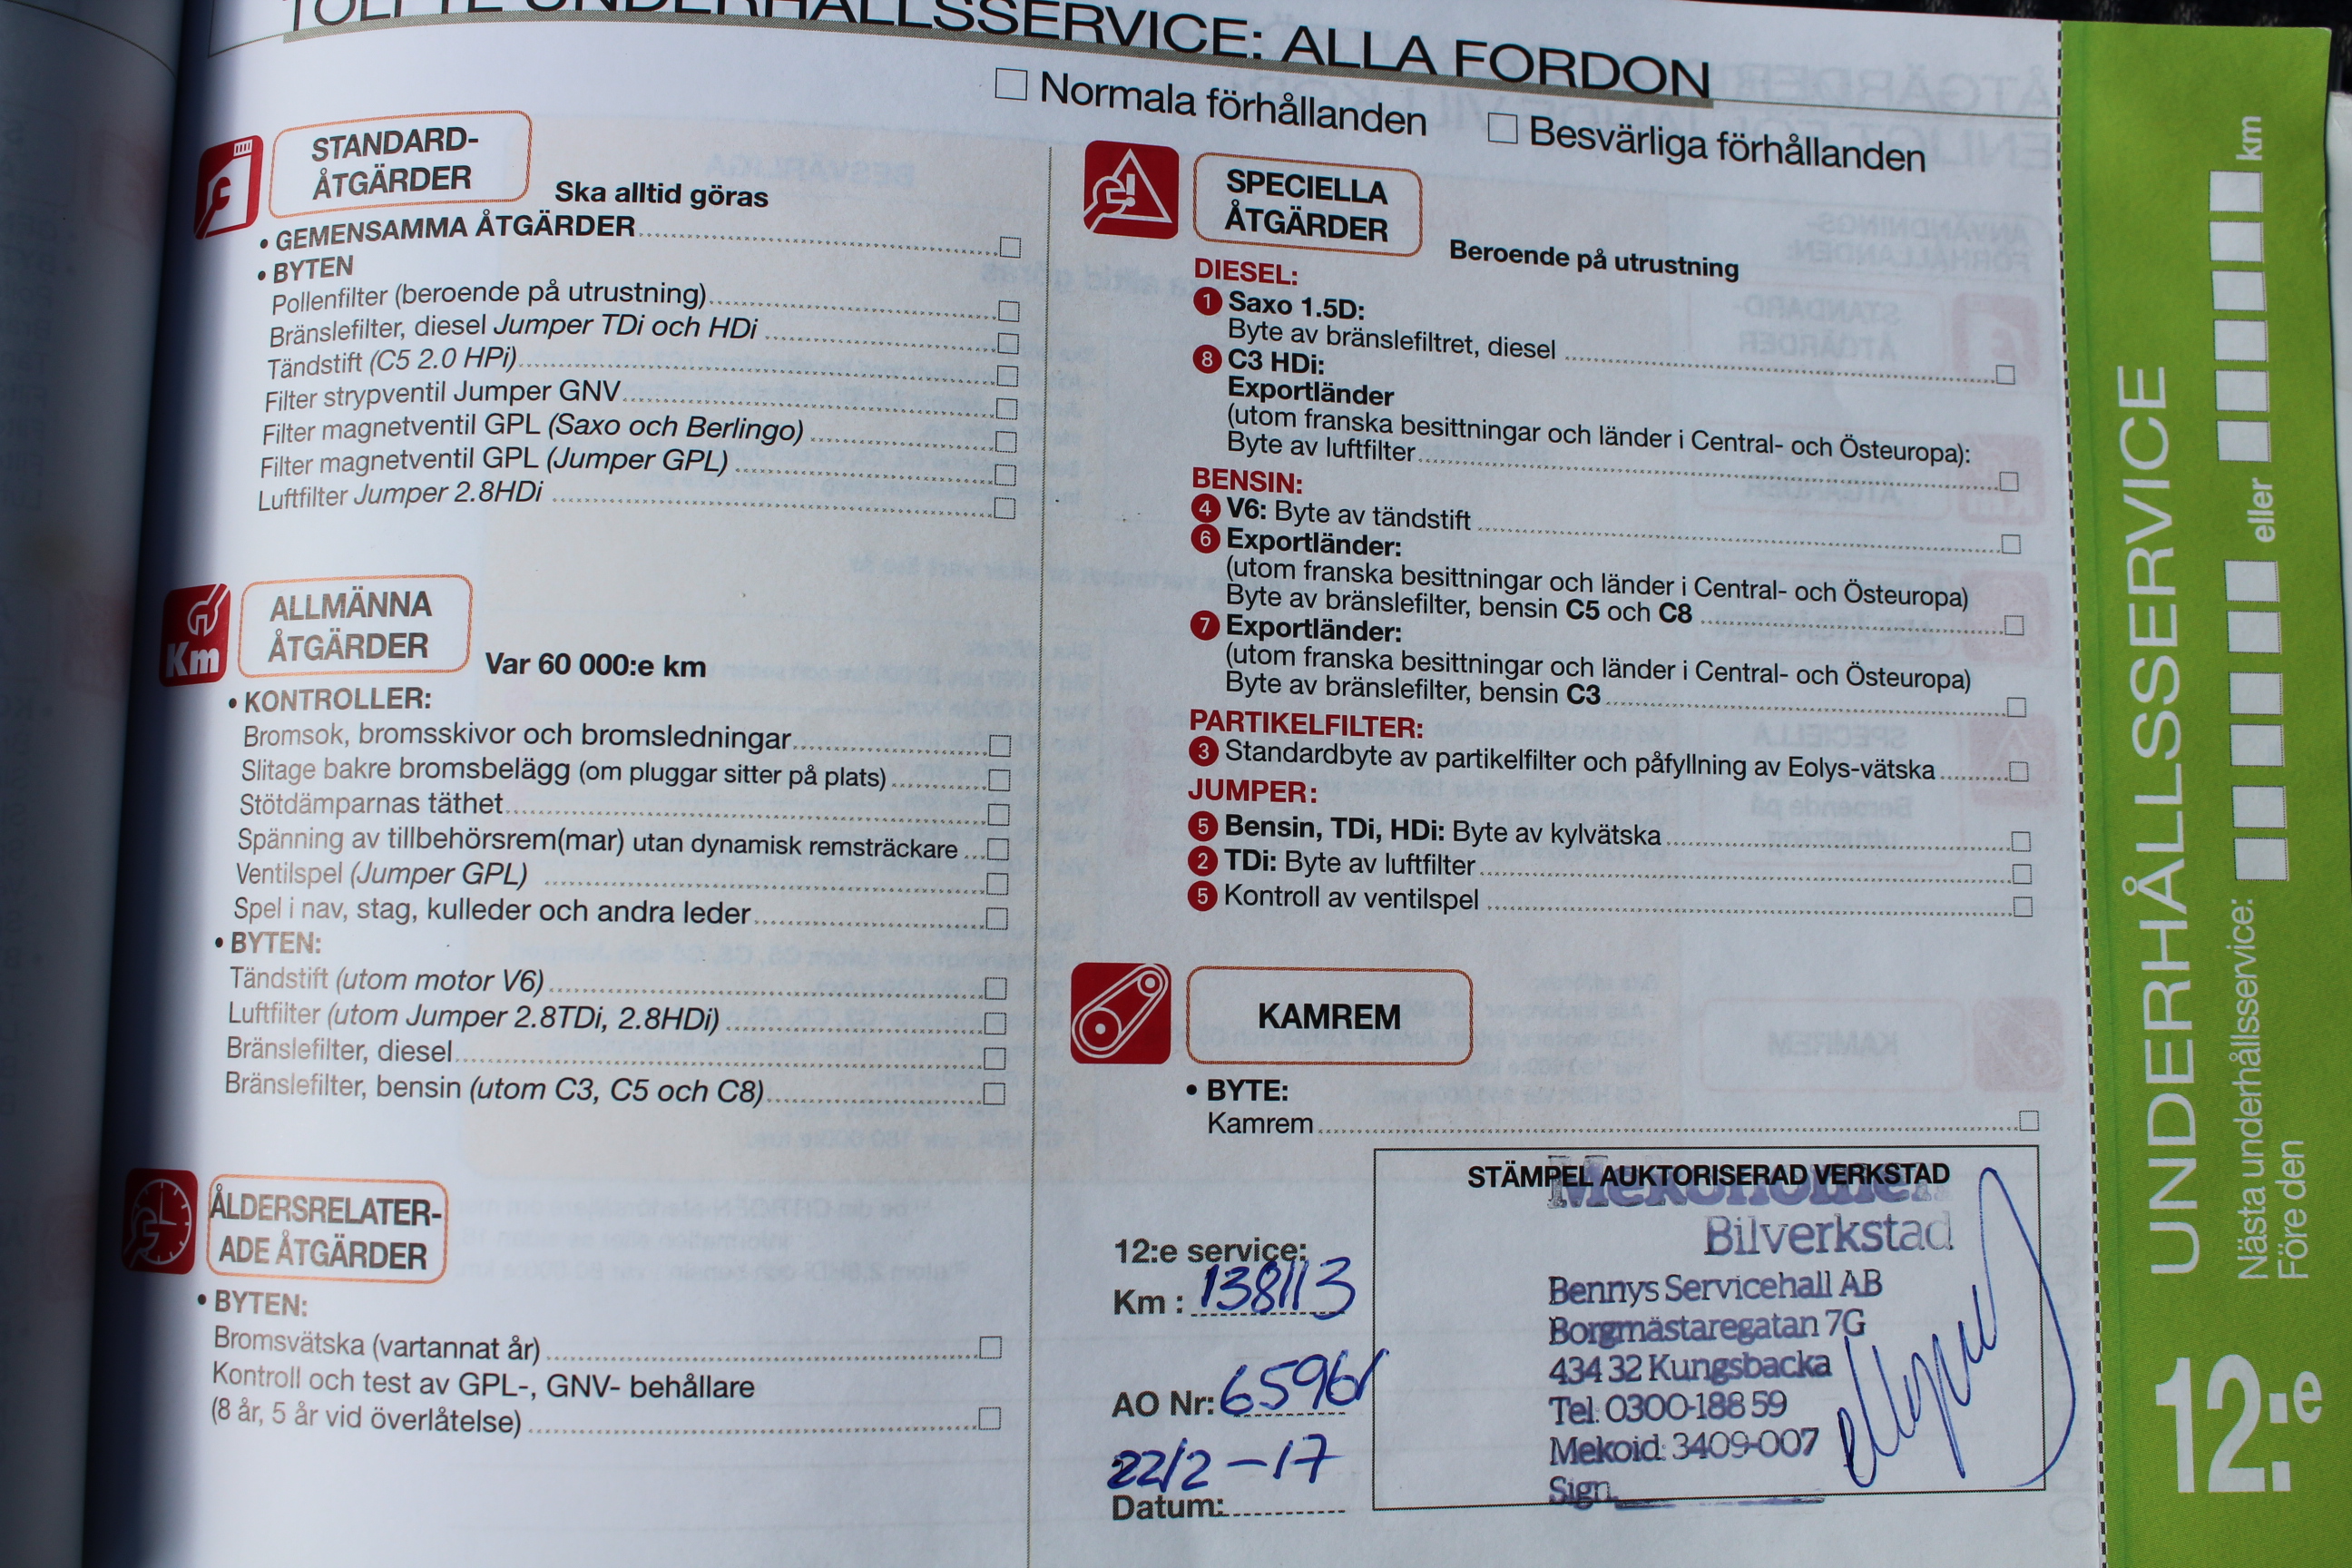 TOLFTE UNDERHÅLLSSERVICE: ALLA FORDON
Normala förhållanden
Besvärliga förhållanden
STANDARD-
ÅTGÄRDER
Ska alltid göras
• GEMENSAMMA ÅTGÄRDER
• BYTEN
Pollenfilter (beroende på utrustning)
Bränslefilter, diesel Jumper TDi och HDi
Tändstift (C5 2.0 HPi)
Filter strypventil Jumper GNV
Filter magnetventil GPL (Saxo och Berlingo)
Filter magnetventil GPL (Jumper GPL)
Luftfilter Jumper 2.8HDi
Km
ALLMÄNNA
ÅTGÄRDER
Var 60 000:e km
• KONTROLLER:
Bromsok, bromsskivor och bromsledningar
Slitage bakre bromsbelägg (om pluggar sitter på plats)
Stötdämparnas täthet
Spänning av tillbehörsrem(mar) utan dynamisk remsträckare
Ventilspel (Jumper GPL)
Spel i nav, stag, kulleder och andra leder
• BYTEN:
Tändstift (utom motor V6)
Luftfilter (utom Jumper 2.8TDi, 2.8HDi)
Bränslefilter, diesel
Bränslefilter, bensin (utom C3, C5 och C8)
ÅLDERSRELATER-
ADE ÅTGÄRDER
• BYTEN:
Bromsvätska (vartannat år)
Kontroll och test av GPL-, GNV- behållare
(8 år, 5 år vid överlåtelse)
SPECIELLA
ÅTGÄRDER
Beroende på utrustning
DIESEL:
1 Saxo 1.5D:
Byte av bränslefiltret, diesel
8 C3 HDi:
Exportländer
(utom franska besittningar och länder i Central- och Östeuropa):
Byte av luftfilter
BENSIN:
4 V6: Byte av tändstift
6 Exportländer:
(utom franska besittningar och länder i Central- och Östeuropa)
Byte av bränslefilter, bensin C5 och C8
7 Exportländer:
(utom franska besittningar och länder i Central- och Östeuropa)
Byte av bränslefilter, bensin C3
PARTIKELFILTER:
3 Standardbyte av partikelfilter och påfyllning av Eolys-vätska
JUMPER:
5 Bensin, TDi, HDi: Byte av kylvätska
2 TDi: Byte av luftfilter
5 Kontroll av ventilspel
KAMREM
• BYTE:
Kamrem
12:e service:
Km : 138113
AO Nr: 65961
22/2 - 17
Datum:
STÄMPEL AUKTORISERAD VERKSTAD
Mekonomen
Bilverkstad
Bennys Servicehall AB
Borgmästaregatan 7G
434 32 Kungsbacka
Tel. 0300-188 59
Mekoid: 3409-007
Sign.
UNDERHÅLLSSERVICE
12:e
Nästa underhållsservice: eller km
Före den